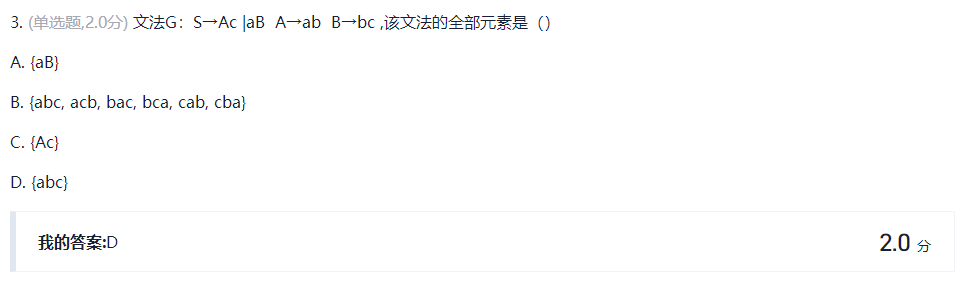 3. (单选题,2.0分) 文法G：S→Ac |aB A→ab B→bc ,该文法的全部元素是（）
A. {aB}
B. {abc, acb, bac, bca, cab, cba}
C. {Ac}
D. {abc}
我的答案:D 2.0 分